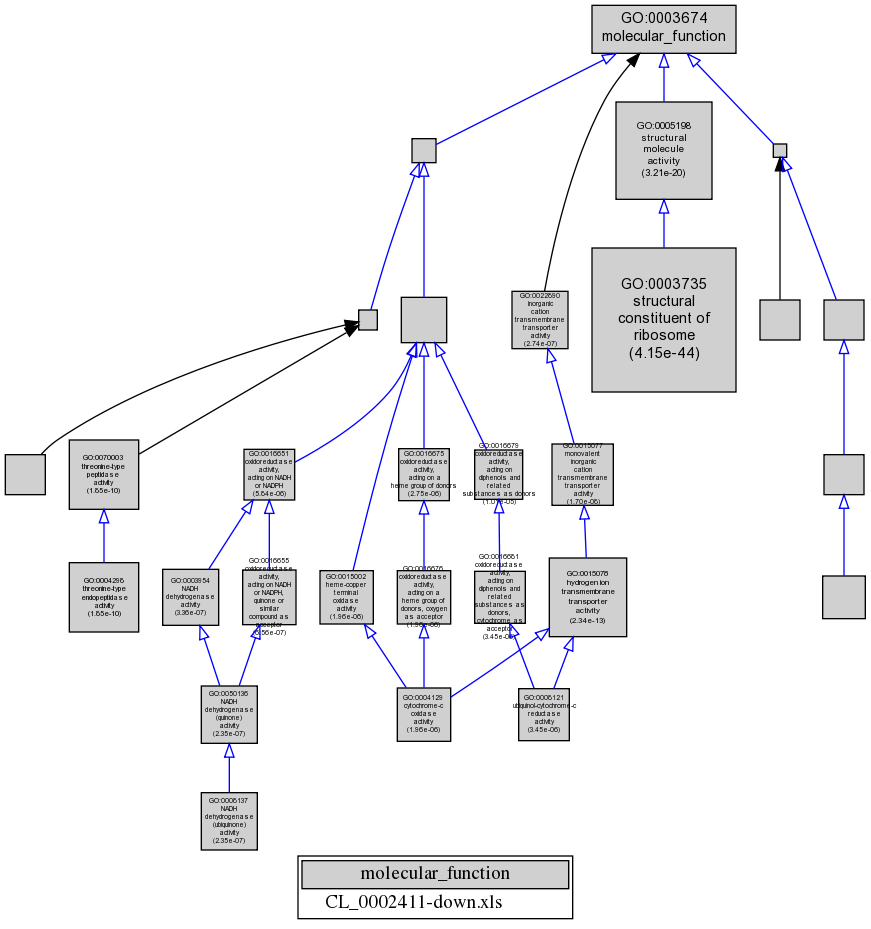 GO:0003674
molecular_function
GO:0005198
structural
molecule
activity
(3.21e-20)
GO:0003735
structural
constituent of
ribosome
(4.15e-44)
GO:0022890
inorganic
cation
transmembrane
transporter
activity
(2.74e-07)
GO:0070003
threonine-type
peptidase
activity
(1.85e-10)
GO:0016651
oxidoreductase
activity,
acting on NADH
or NADPH
(5.64e-06)
GO:0016675
oxidoreductase
activity,
acting on a
heme group of donors
(2.75e-06)
GO:0016679
oxidoreductase
activity,
acting on
diphenols and
related
substances as donors
(1.01e-05)
GO:0015077
monovalent
inorganic
cation
transmembrane
transporter
activity
(1.70e-06)
GO:0004298
threonine-type
endopeptidase
activity
(1.85e-10)
GO:0003954
NADH
dehydrogenase
activity
(3.36e-07)
GO:0016655
oxidoreductase
activity,
acting on NADH
or NADPH,
quinone or
similar
compound as
acceptor
GO:0015002
heme-copper
terminal
oxidase
activity
(1.96e-06)
GO:0016676
oxidoreductase
activity,
acting on a
heme group of
donors, oxygen
as acceptor
(1.96e-06)
GO:0016681
oxidoreductase
activity,
acting on
diphenols and
related
substances as
donors,
cytochrome as
acceptor
(3.45e-06)
GO:0015078
hydrogen ion
transmembrane
transporter
activity
(2.34e-13)
GO:0050136
NADH
dehydrogenase
(quinone)
activity
(2.35e-07)
GO:0004129
cytochrome-c
oxidase
activity
(1.96e-06)
GO:0008121
ubiquinol-cytochrome-c
reductase
activity
(3.45e-06)
GO:0008137
NADH
dehydrogenase
(ubiquinone)
activity
(2.35e-07)
molecular_function
CL_0002411-down.xls